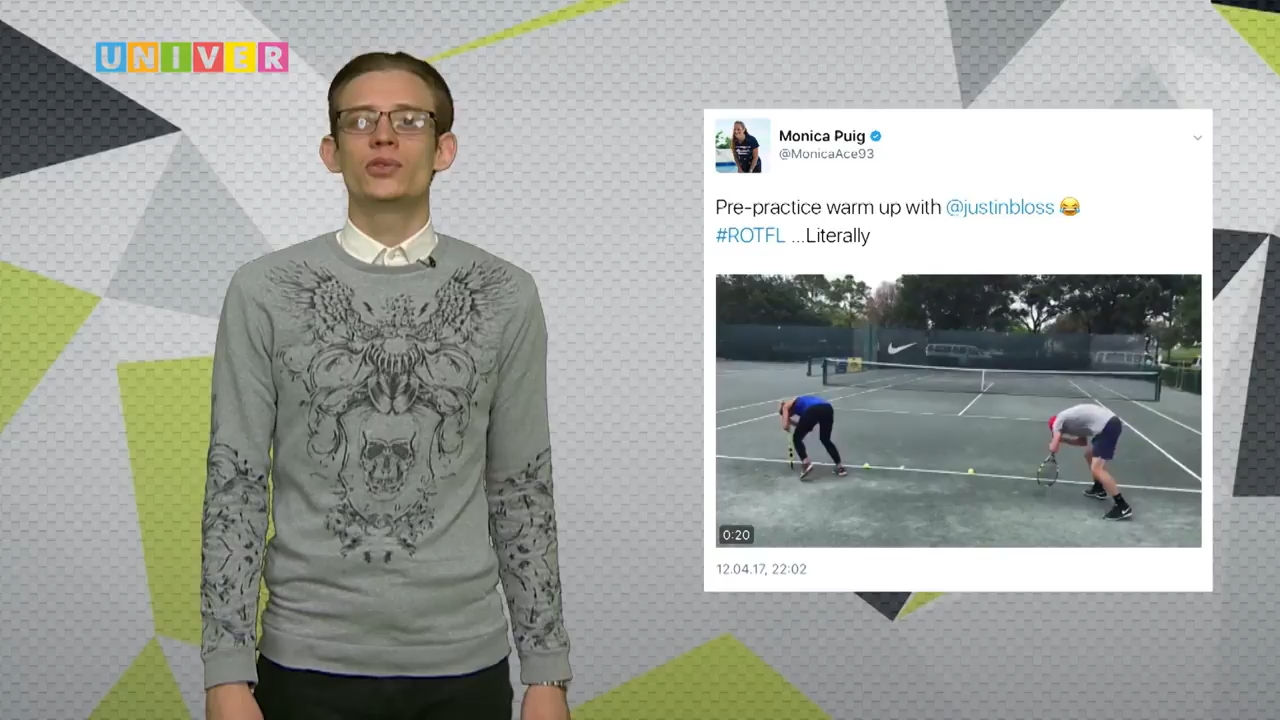 UNIVER
Monica Puig
@MonicaAce93
Pre-practice warm up with @justinbloss 😂
#ROTFL ...Literally
0:20
12.04.17, 22:02